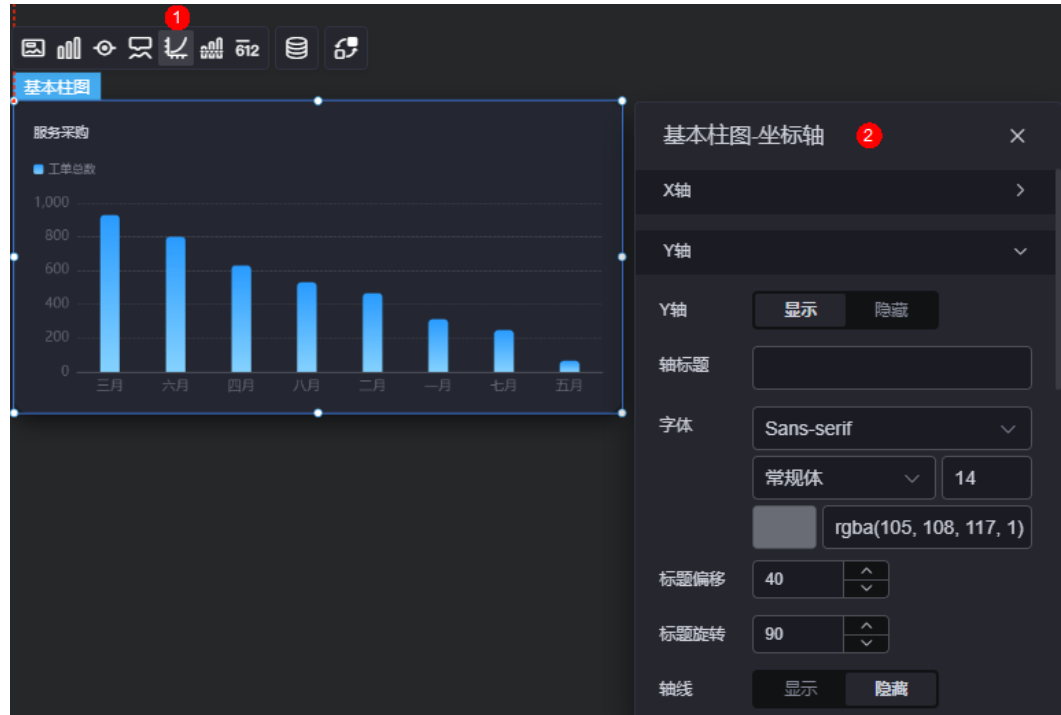 1
612
基本柱图
服务采购
工单总数
1,000
800
600
400
200
0
三月 六月 四月 八月 二月 一月 七月 五月
基本柱图-坐标轴 2
X轴
Y轴
Y轴 显示 隐藏
轴标题
字体 Sans-serif
常规体 14
rgba(105, 108, 117, 1)
标题偏移 40
标题旋转 90
轴线 显示 隐藏